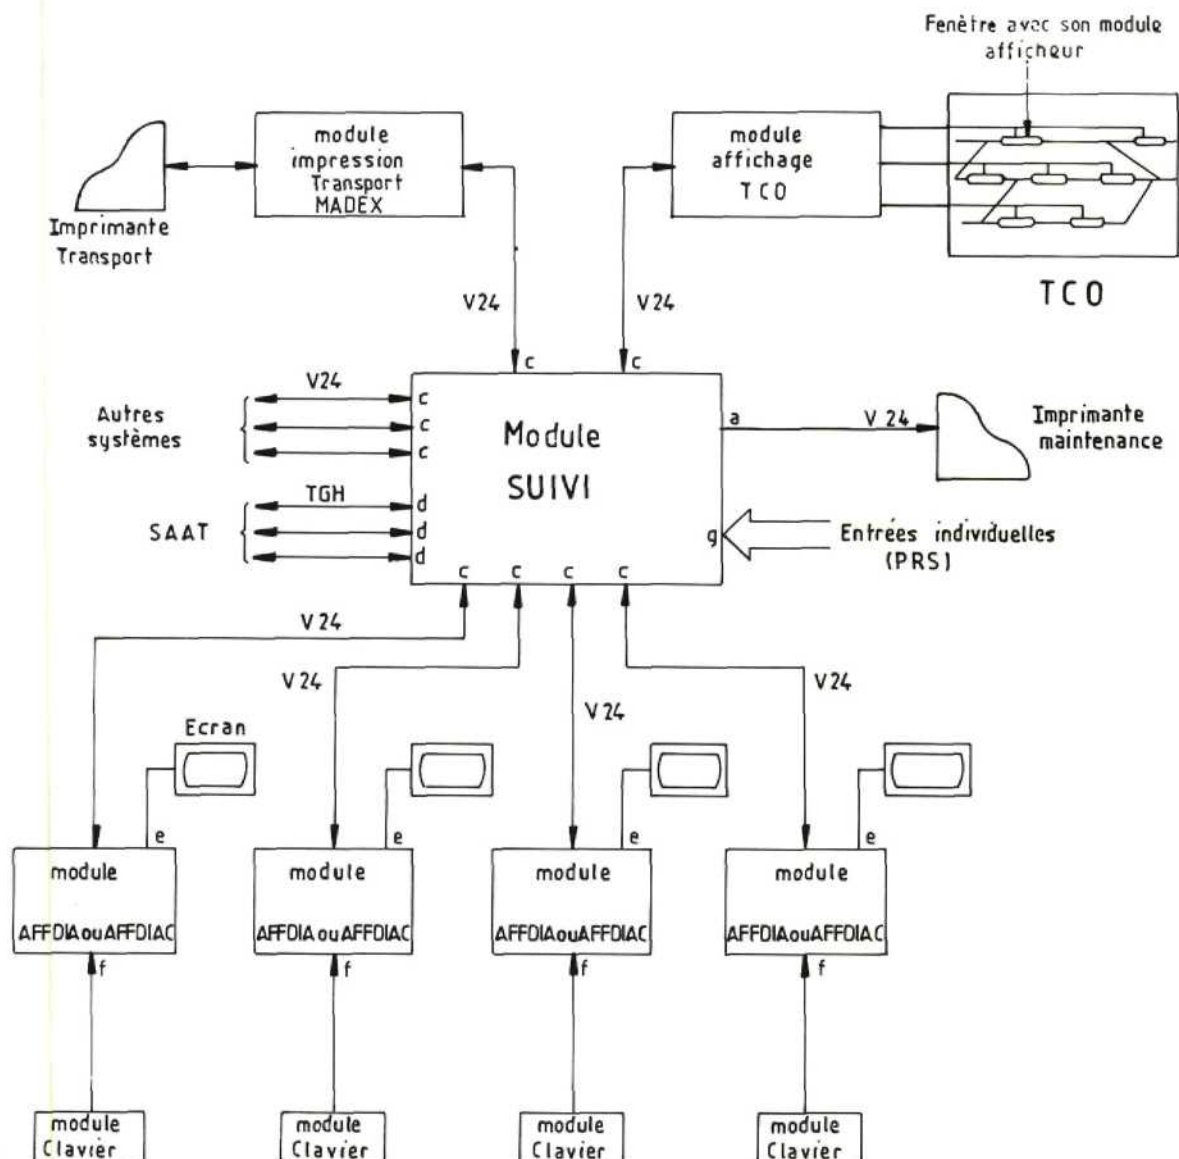 Fenètre avec son module
afficheur
module
impression
Transport
MADEX
module
affichage
TCO
Imprimante
Transport
TCO
V24
V24
c
c
V24
Autres
systèmes
c
c
c
Module
SUIVI
a
V 24
Imprimante
maintenance
TGH
SAAT
d
d
d
g
Entrées individuelles
(PRS)
c
c
c
c
V 24
V 24
V 24
V 24
Ecran
e
e
e
e
module
AFFDIA ou AFFDIAC
module
AFFDIA ou AFFDIAC
module
AFFDIA ou AFFDIAC
module
AFFDIA ou AFFDIAC
f
f
f
f
module
Clavier
module
Clavier
module
Clavier
module
Clavier